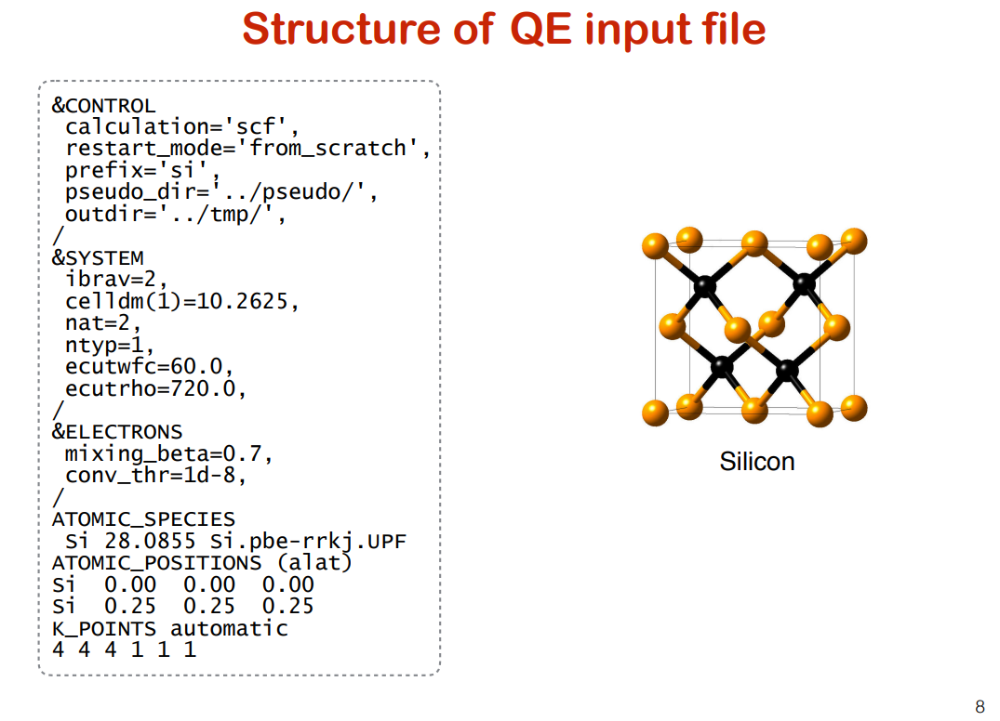 Structure of QE input file
&CONTROL
calculation='scf',
restart_mode='from_scratch',
prefix='si',
pseudo_dir='../pseudo/',
outdir='../tmp/',
/
&SYSTEM
ibrav=2,
celldm(1)=10.2625,
nat=2,
ntyp=1,
ecutwfc=60.0,
ecutrho=720.0,
/
&ELECTRONS
mixing_beta=0.7,
conv_thr=1d-8,
/
ATOMIC_SPECIES
Si 28.0855 Si.pbe-rrkj.UPF
ATOMIC_POSITIONS (alat)
Si 0.00 0.00 0.00
Si 0.25 0.25 0.25
K_POINTS automatic
4 4 4 1 1 1
Silicon
8